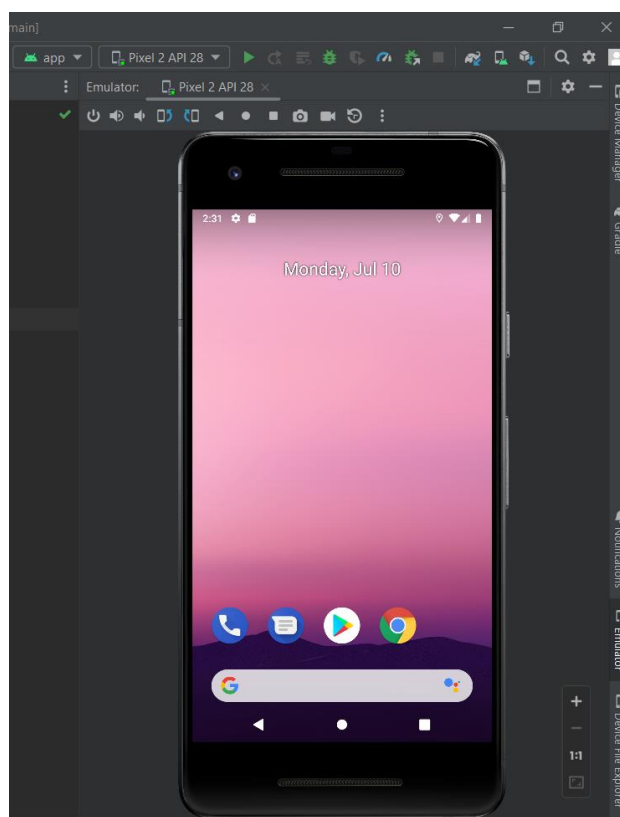 main]
app Pixel 2 API 28
Emulator: Pixel 2 API 28
Device Manager
Gradle
2:31
Monday, Jul 10
G
Notifications
Emulator
Device File Explorer
1:1